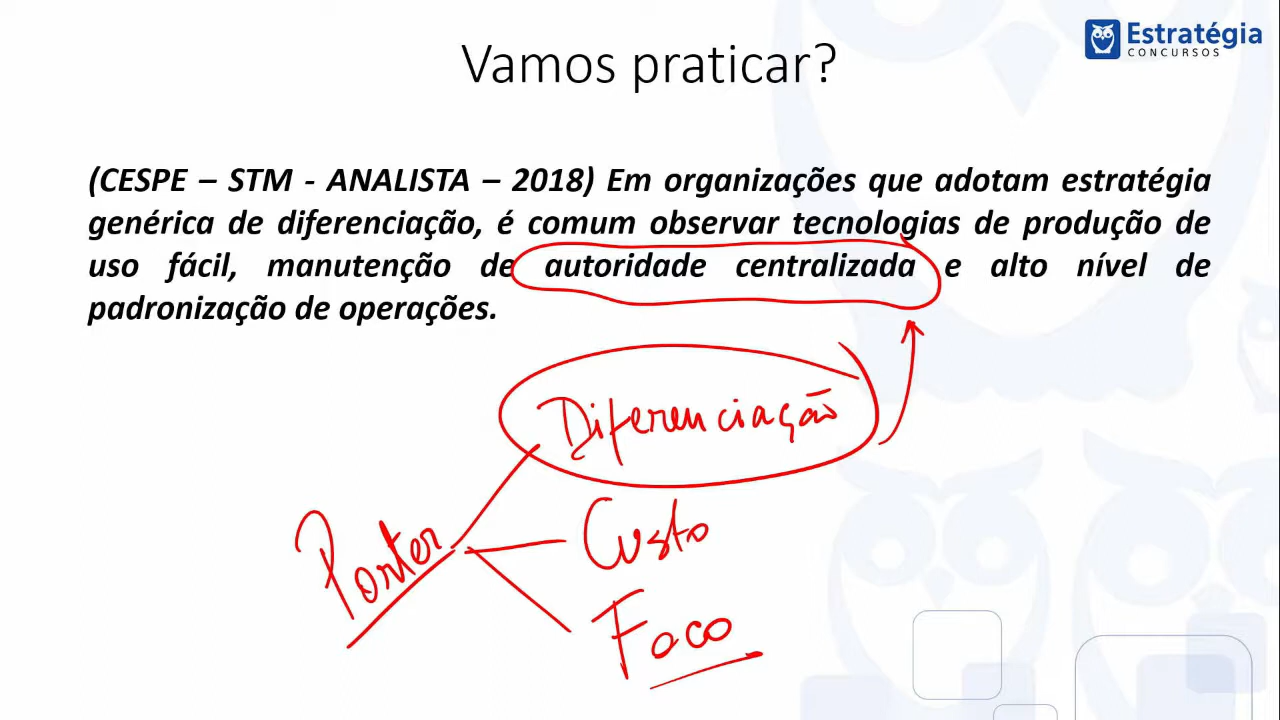 Estratégia
CONCURSOS
Vamos praticar?
(CESPE – STM - ANALISTA – 2018) Em organizações que adotam estratégia
genérica de diferenciação, é comum observar tecnologias de produção de
uso fácil, manutenção de autoridade centralizada e alto nível de
padronização de operações.
Diferenciação
Porter
Custo
Foco